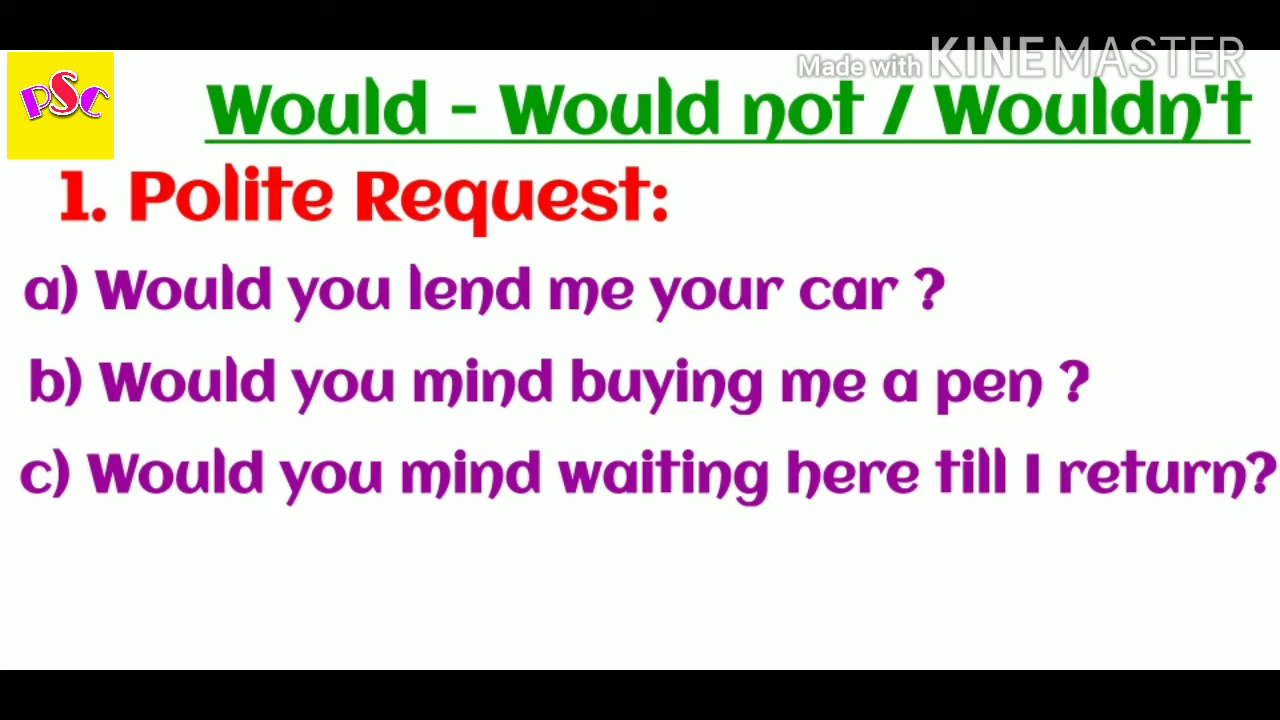 Made with KINEMASTER
PSC
Would - Would not / Wouldn't
1. Polite Request:
a) Would you lend me your car ?
b) Would you mind buying me a pen ?
c) Would you mind waiting here till I return?